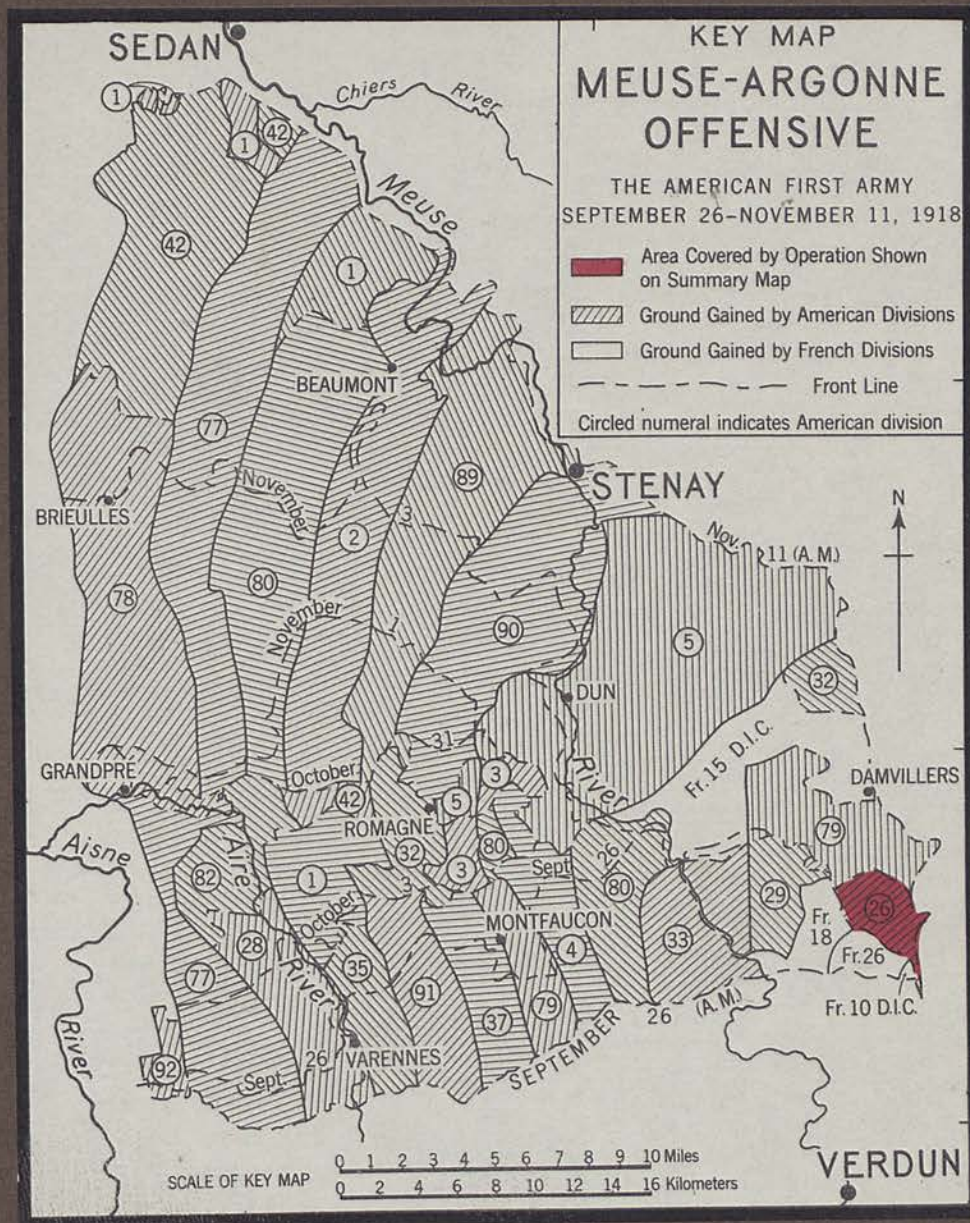 KEY MAP
MEUSE-ARGONNE
OFFENSIVE
THE AMERICAN FIRST ARMY
SEPTEMBER 26-NOVEMBER 11, 1918
Area Covered by Operation Shown
on Summary Map
Ground Gained by American Divisions
Ground Gained by French Divisions
Front Line
Circled numeral indicates American division
SEDAN
Chiers River
1
1
42
Meuse
42
1
BEAUMONT
77
89
STENAY
November
3
BRIEULLES
2
Nov. 11 (A.M.)
N
78
80
November
1
90
5
32
DUN
31
GRANDPRÉ
October
42
3
River
Fr. 15 D.I.C.
DAMVILLERS
5
ROMAGNE
Aisne
Aire
82
32
80
3
Sept. 26
79
1
October
3
80
29
26
MONTFAUCON
Fr.
18
28
35
4
33
Fr. 26
77
River
91
37
79
26 (A.M.)
Fr. 10 D.I.C.
SEPTEMBER
River
92
Sept. 26
VARENNES
VERDUN
SCALE OF KEY MAP
0 1 2 3 4 5 6 7 8 9 10 Miles
0 2 4 6 8 10 12 14 16 Kilometers